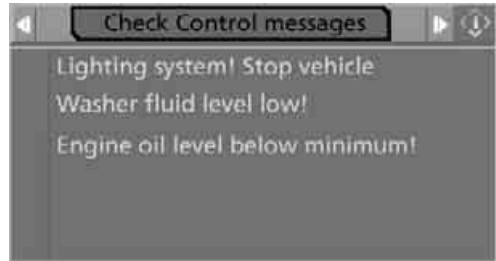 Check Control messages
Lighting system! Stop vehicle
Washer fluid level low!
Engine oil level below minimum!